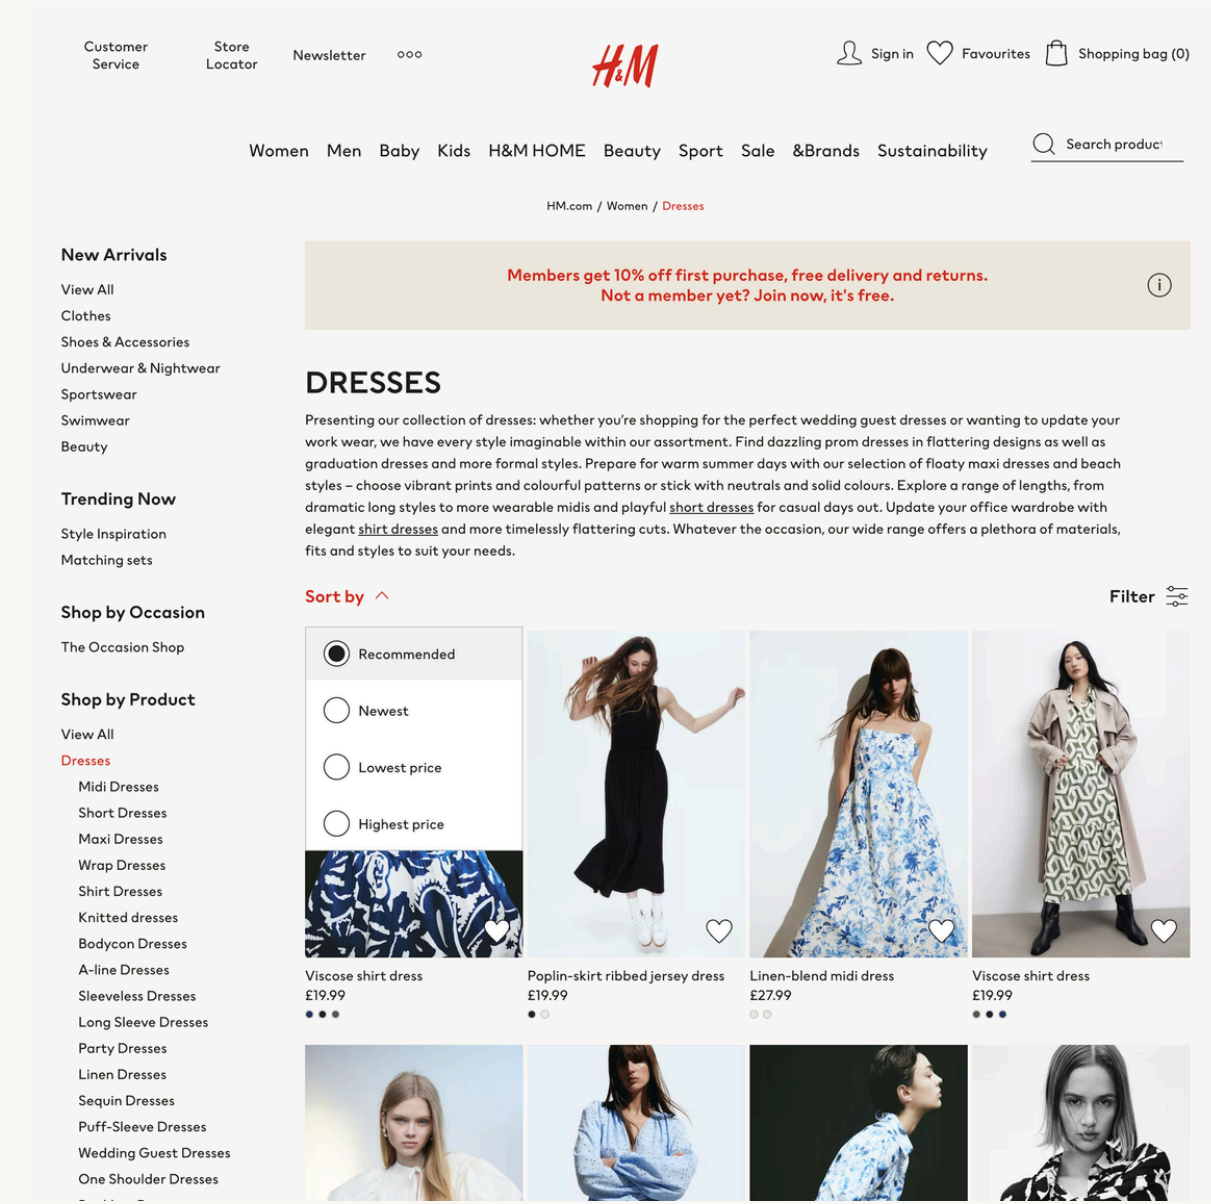 Customer
Service
Store
Locator
Newsletter
H&M
Sign in
Favourites
Shopping bag (0)
Women Men Baby Kids H&M HOME Beauty Sport Sale &Brands Sustainability
Search produc
HM.com / Women / Dresses
New Arrivals
View All
Clothes
Shoes & Accessories
Underwear & Nightwear
Sportswear
Swimwear
Beauty
Trending Now
Style Inspiration
Matching sets
Shop by Occasion
The Occasion Shop
Shop by Product
View All
Dresses
Midi Dresses
Short Dresses
Maxi Dresses
Wrap Dresses
Shirt Dresses
Knitted dresses
Bodycon Dresses
A-line Dresses
Sleeveless Dresses
Long Sleeve Dresses
Party Dresses
Linen Dresses
Sequin Dresses
Puff-Sleeve Dresses
Wedding Guest Dresses
One Shoulder Dresses
Members get 10% off first purchase, free delivery and returns.
Not a member yet? Join now, it's free.
i
DRESSES
Presenting our collection of dresses: whether you're shopping for the perfect wedding guest dresses or wanting to update your
work wear, we have every style imaginable within our assortment. Find dazzling prom dresses in flattering designs as well as
graduation dresses and more formal styles. Prepare for warm summer days with our selection of floaty maxi dresses and beach
styles – choose vibrant prints and colourful patterns or stick with neutrals and solid colours. Explore a range of lengths, from
dramatic long styles to more wearable midis and playful short dresses for casual days out. Update your office wardrobe with
elegant shirt dresses and more timelessly flattering cuts. Whatever the occasion, our wide range offers a plethora of materials,
fits and styles to suit your needs.
Sort by
Filter
Recommended
Newest
Lowest price
Highest price
Viscose shirt dress
£19.99
Poplin-skirt ribbed jersey dress
£19.99
Linen-blend midi dress
£27.99
Viscose shirt dress
£19.99